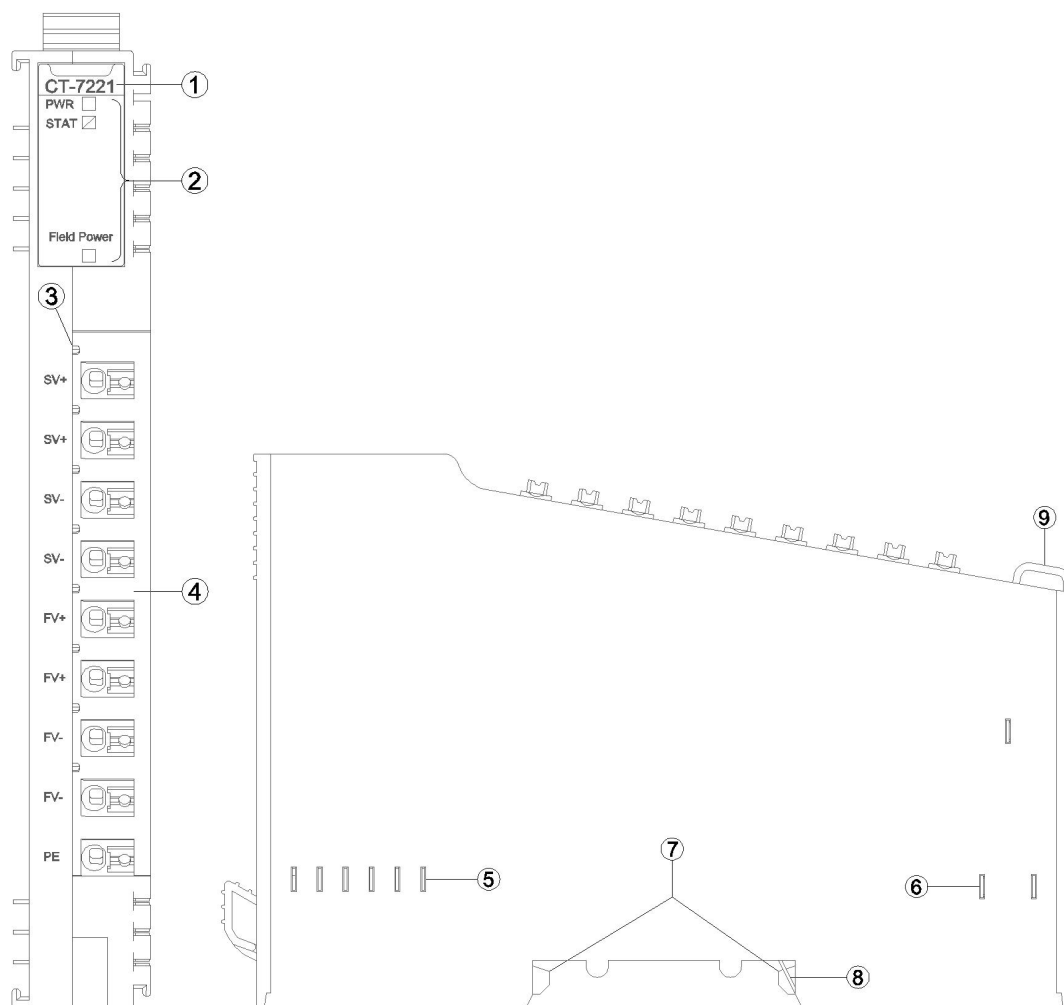 CT-7221
1
PWR
STAT
2
Field Power
3
SV+
SV+
SV-
SV-
4
FV+
FV+
FV-
FV-
PE
9
7
5
6
8